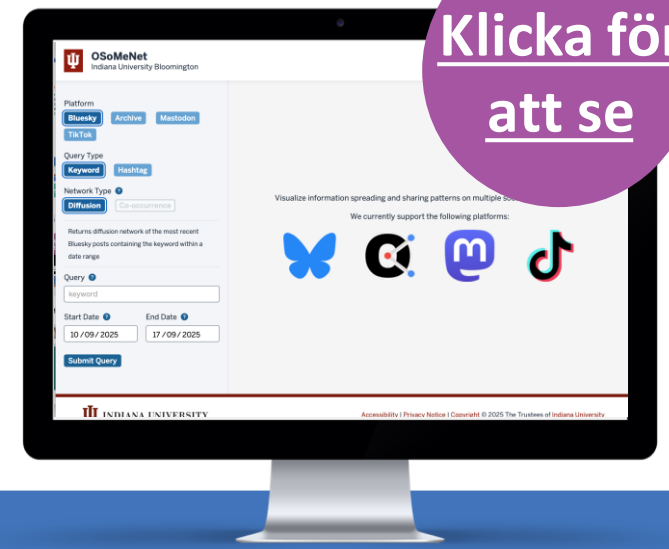 Klicka för
att se
OSoMeNet
Indiana University Bloomington
Platform
Bluesky Archive Mastodon
TikTok
Query Type
Keyword Hashtag
Network Type ?
Diffusion Co-occurrence
Returns diffusion network of the most recent
Bluesky posts containing the keyword within a
date range
Query ?
keyword
Start Date ? End Date ?
10/09/2025 17/09/2025
Submit Query
Visualize information spreading and sharing patterns on multiple
We currently support the following platforms:
INDIANA UNIVERSITY
Accessibility | Privacy Notice | Copyright © 2025 The Trustees of Indiana University